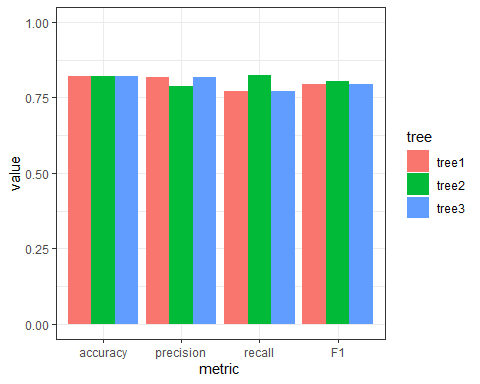 1.00
0.75
0.50
0.25
0.00
value
accuracy precision recall F1
metric
tree
tree1
tree2
tree3